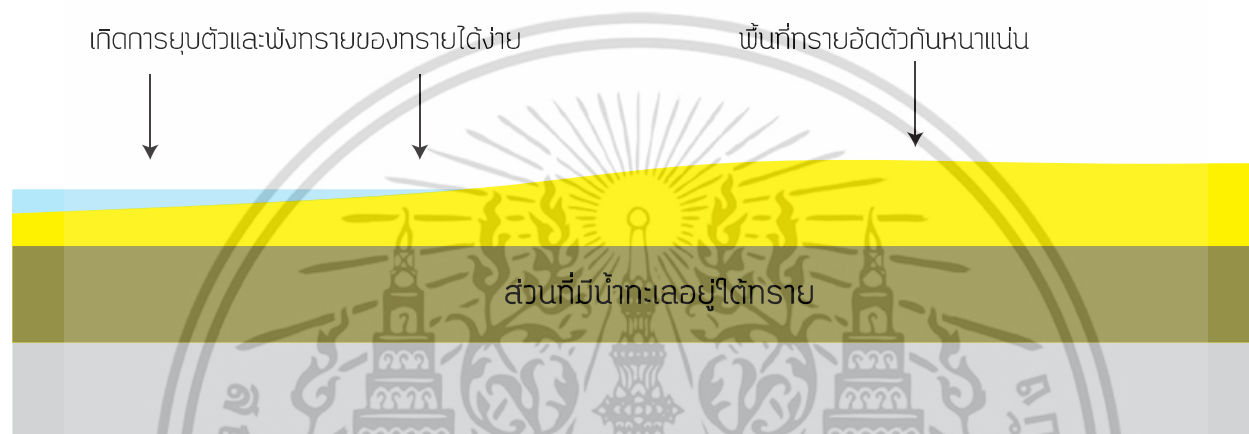 เกิดการยุบตัวและพังทรายของทรายได้ง่าย
พื้นที่ทรายอัดตัวกันหนาแน่น
ส่วนที่มีน้ำทะเลอยู่ใต้ทราย